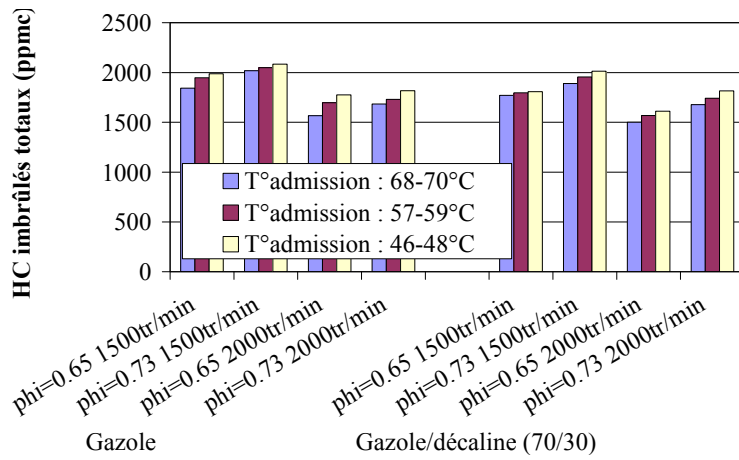 HC imbrûlés totaux (ppmc)
2500
2000
1500
1000
500
0
T°admission : 68-70°C
T°admission : 57-59°C
T°admission : 46-48°C
phi=0.65 1500tr/min
phi=0.73 1500tr/min
phi=0.65 2000tr/min
phi=0.73 2000tr/min
phi=0.65 1500tr/min
phi=0.73 1500tr/min
phi=0.65 2000tr/min
phi=0.73 2000tr/min
Gazole
Gazole/décaline (70/30)